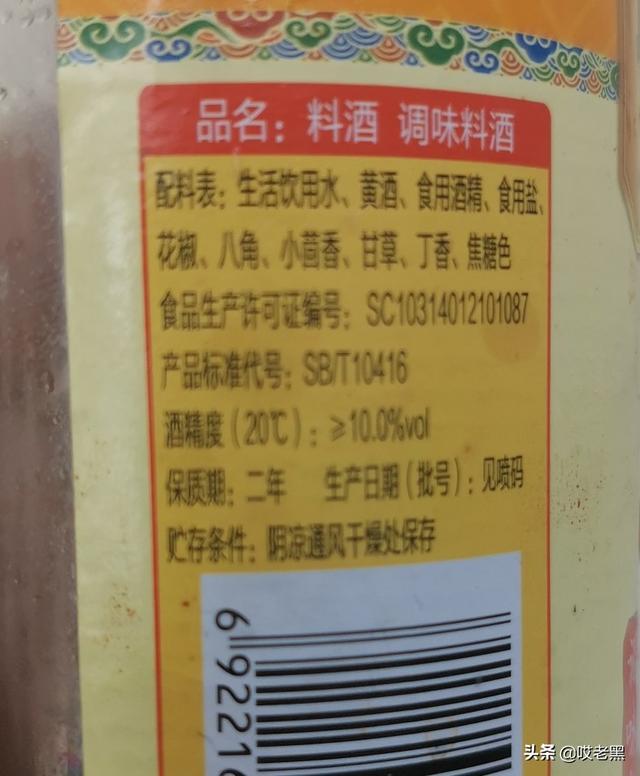 品名：料酒 调味料酒
配料表：生活饮用水、黄酒、食用酒精、食用盐、
花椒、八角、小茴香、甘草、丁香、焦糖色
食品生产许可证编号：SC10314012101087
产品标准代号：SB/T10416
酒精度（20℃）：≥10.0%vol
保质期：二年 生产日期（批号）：见喷码
贮存条件：阴凉通风干燥处保存
692216
头条 @哎老黑